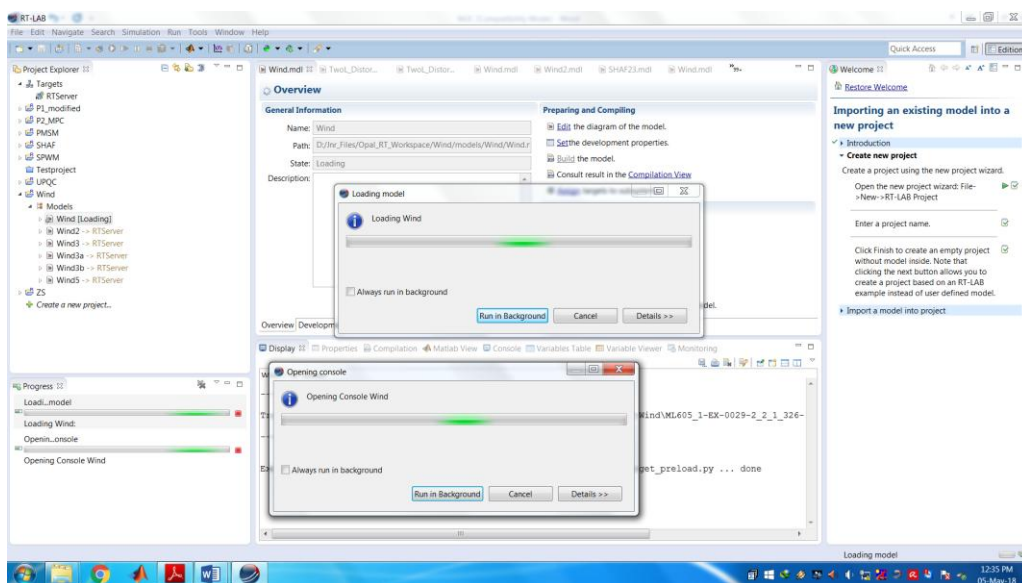 RT-LAB
File Edit Navigate Search Simulation Run Tools Window Help
Quick Access
Edition
Project Explorer
Targets
RTServer
P1_modified
P2_MPC
PMSM
SHAF
SPWM
Testproject
UPQC
Wind
Models
Wind [Loading]
Wind2 -> RTServer
Wind3 -> RTServer
Wind3a -> RTServer
Wind3b -> RTServer
Wind5 -> RTServer
ZS
Create a new project...
Wind.mdl TwoL_Distor... TwoL_Distor... Wind.mdl Wind2.mdl SHAF23.mdl Wind.mdl
Overview
General Information
Name: Wind
Path: D:/Jnr_Files/Opal_RT_Workspace/Wind/models/Wind/Wind.r
State: Loading
Description:
Preparing and Compiling
Edit the diagram of the model.
Set the development properties.
Build the model.
Consult result in the Compilation View
Loading model
Loading Wind
Always run in background
Run in Background Cancel Details >>
del.
Overview Developm
Display Properties Compilation Matlab View Console Variables Table Variable Viewer Monitoring
Opening console
Opening Console Wind
Always run in background
Run in Background Cancel Details >>
Wind\ML605_1-EX-0029-2_2_1_326-
get_preload.py ... done
Progress
Loadi...model
Loading Wind:
Openin...onsole
Opening Console Wind
Welcome
Restore Welcome
Importing an existing model into a
new project
Introduction
Create new project
Create a project using the new project wizard.
Open the new project wizard: File-
>New->RT-LAB Project
Enter a project name.
Click Finish to create an empty project
without model inside. Note that
clicking the next button allows you to
create a project based on an RT-LAB
example instead of user defined model.
Import a model into project
Loading model
12:35 PM
05-May-18